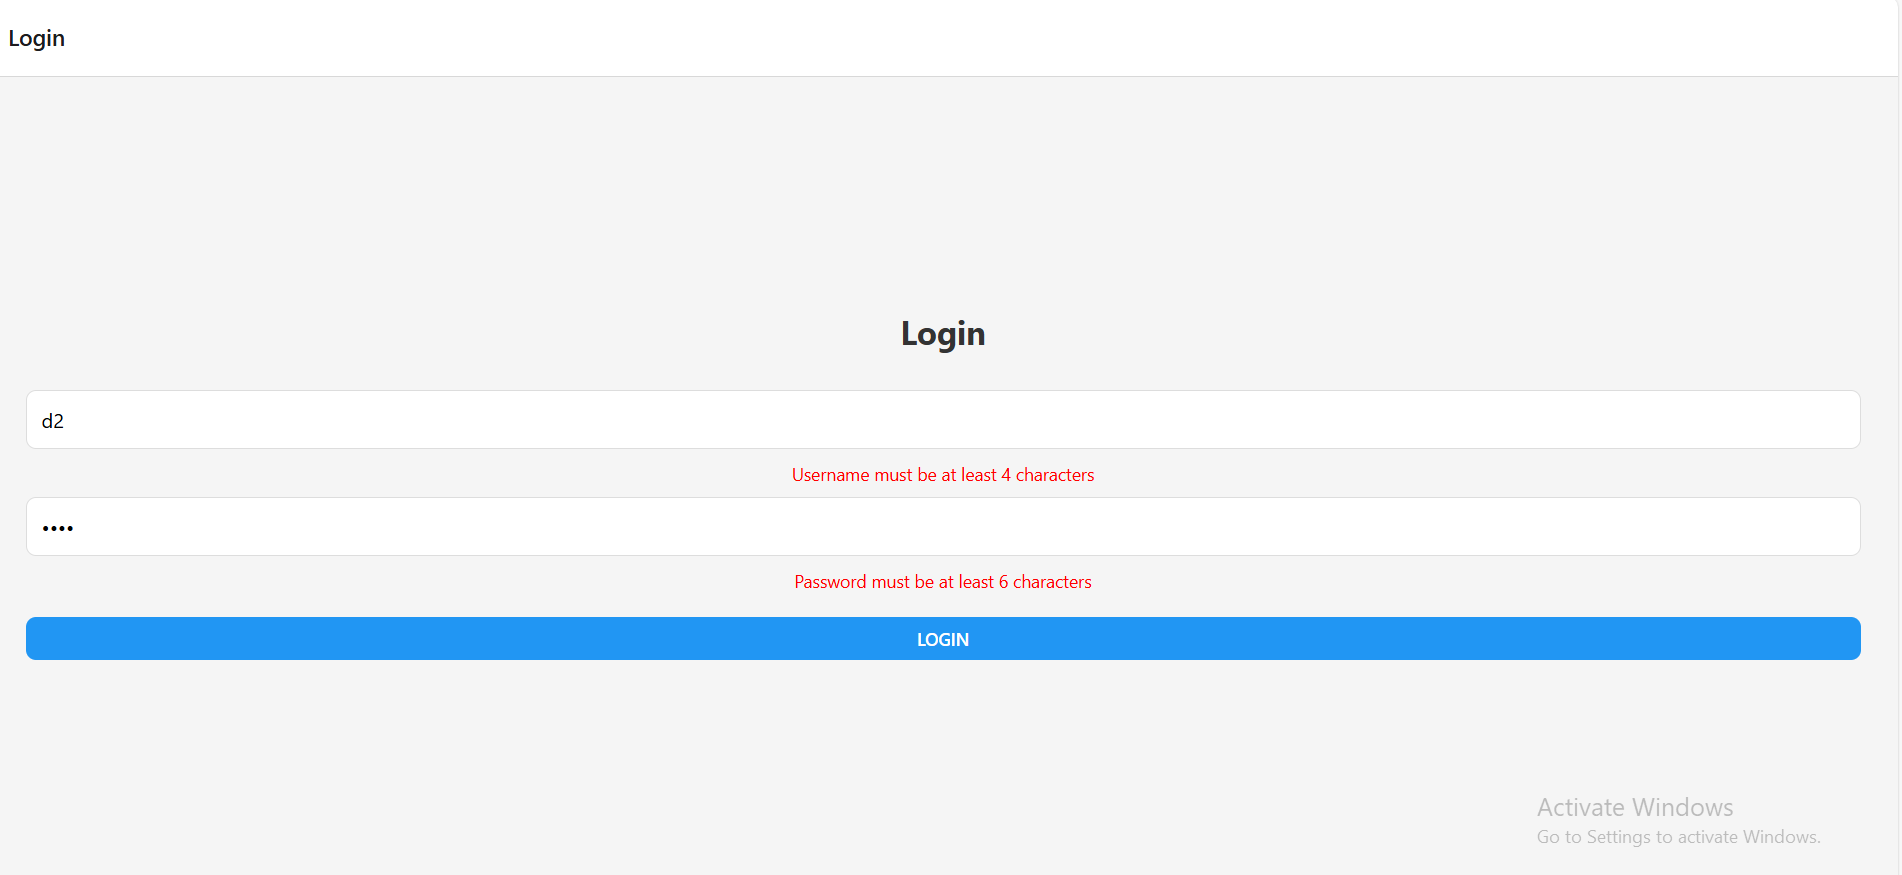 Login
Login
d2
Username must be at least 4 characters
••••
Password must be at least 6 characters
LOGIN
Activate Windows
Go to Settings to activate Windows.